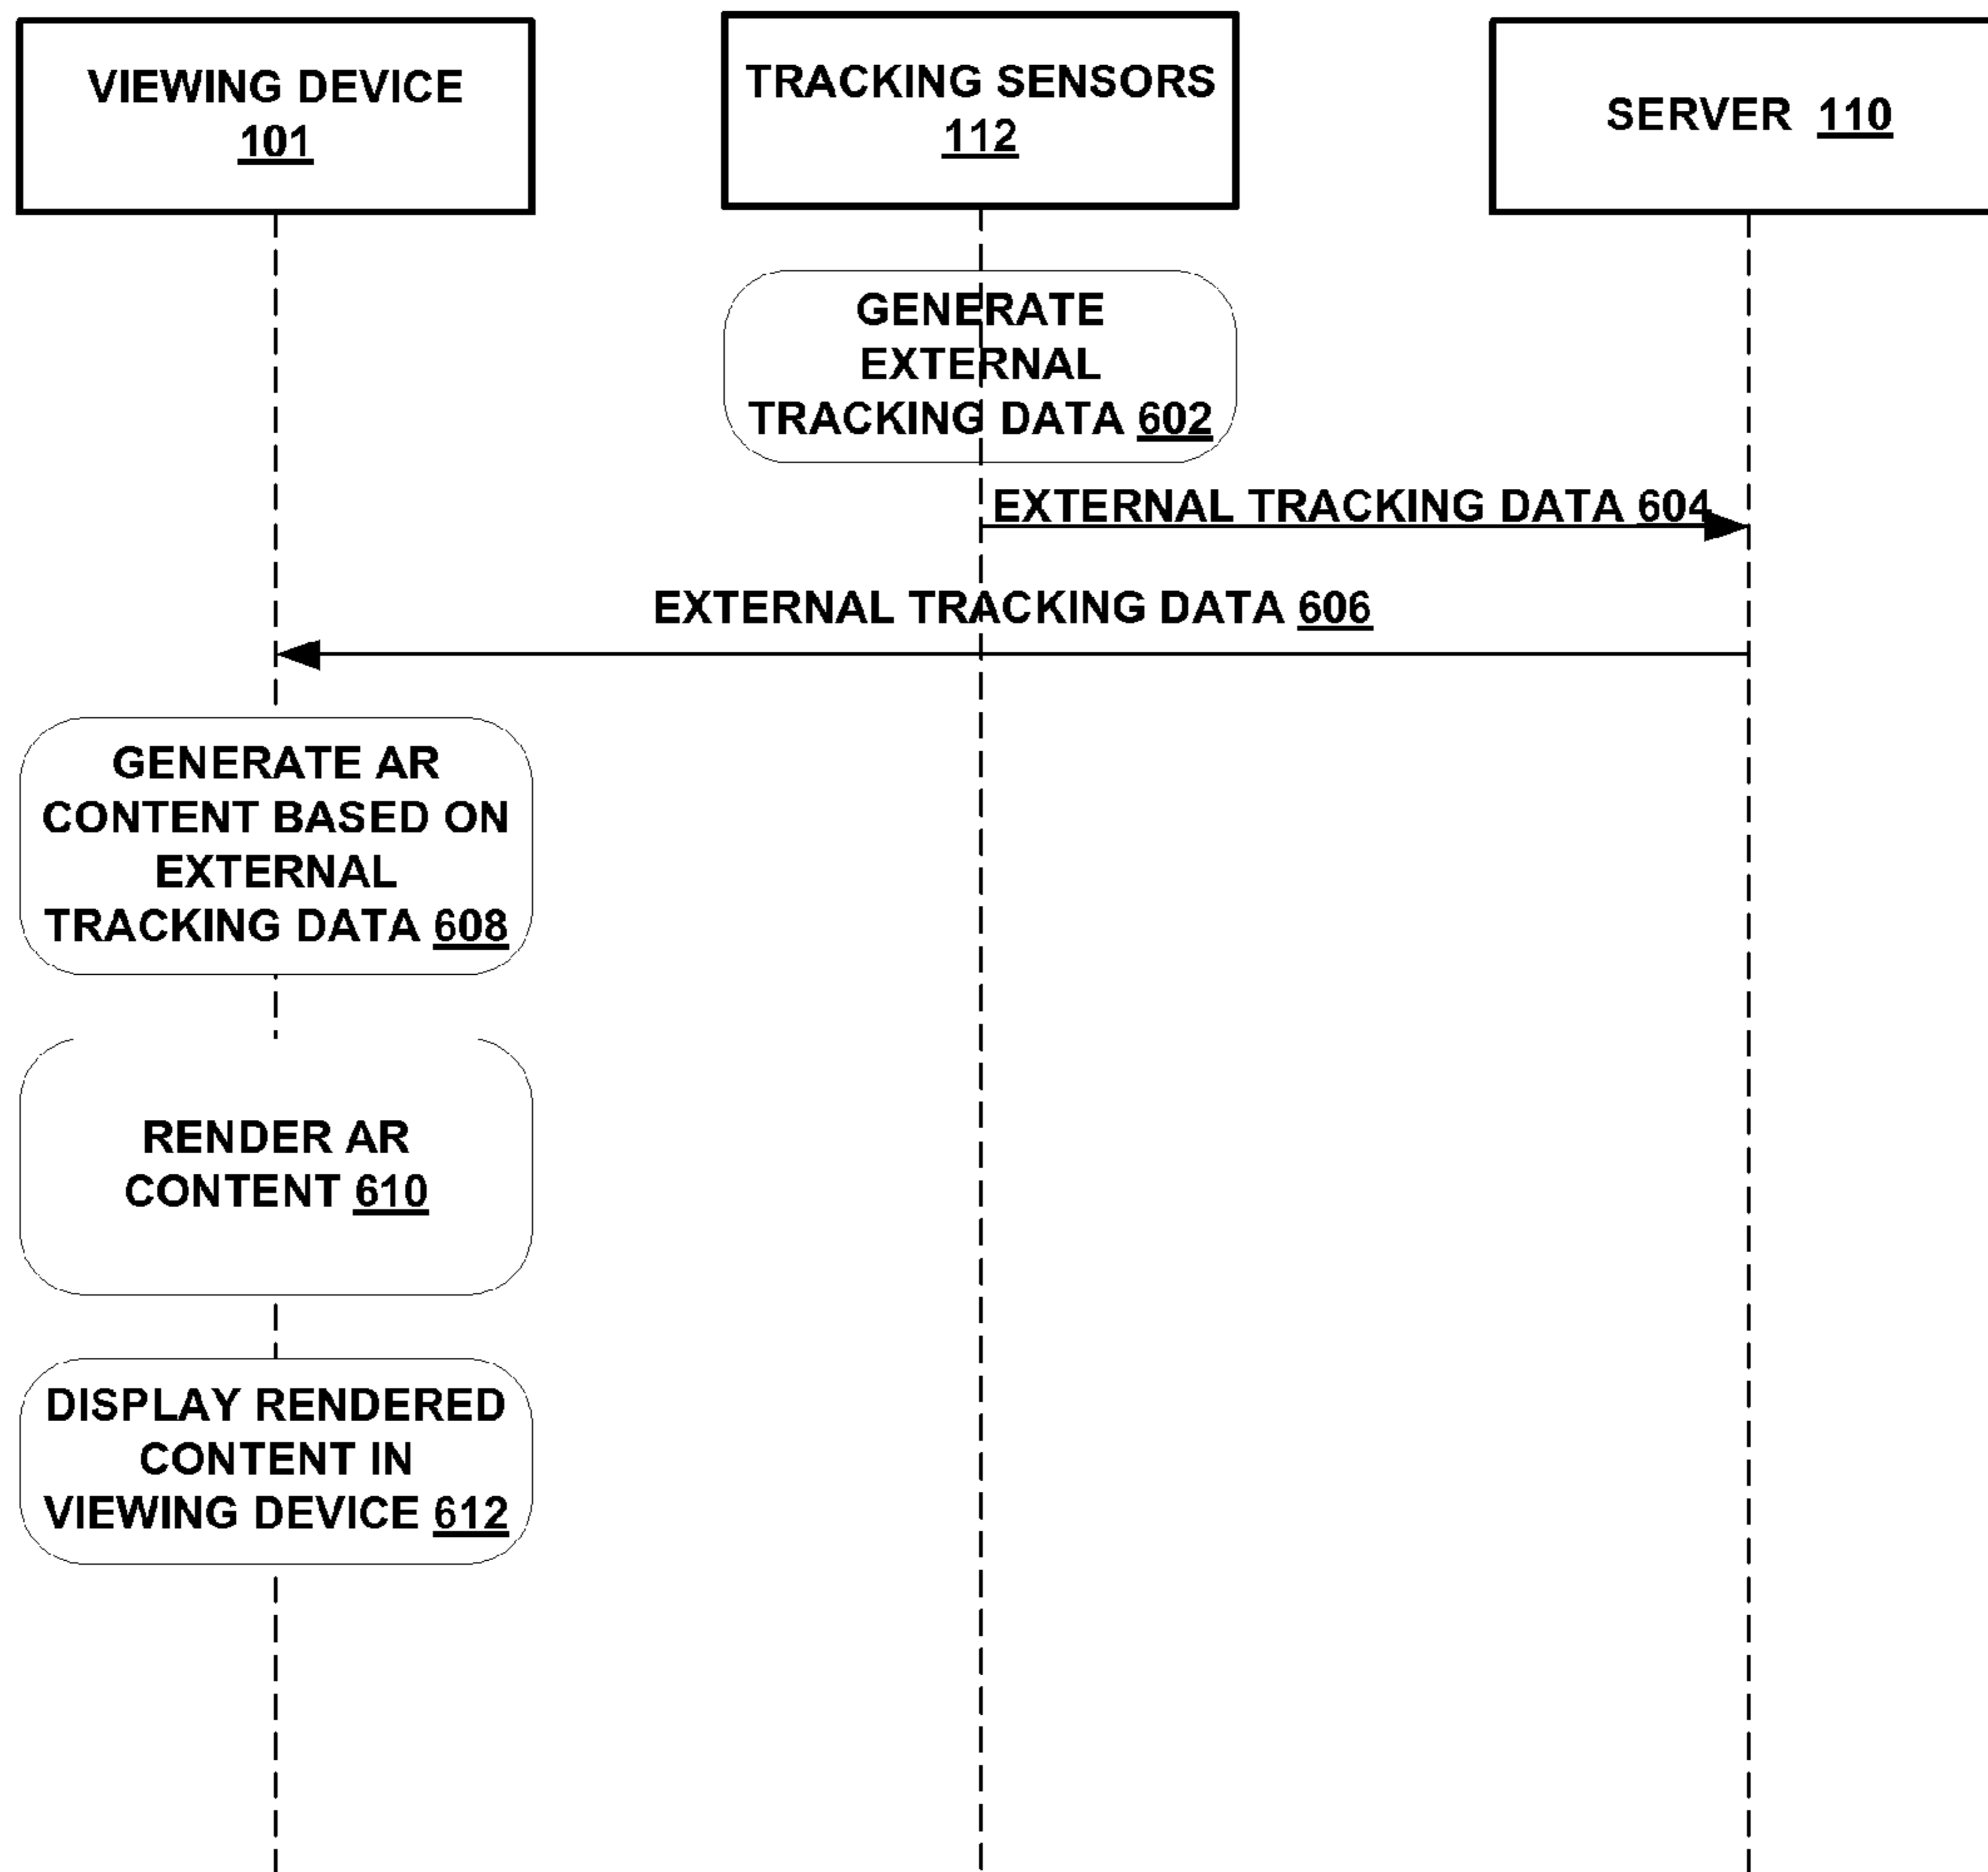 VIEWING DEVICE
101
TRACKING SENSORS
112
SERVER 110
GENERATE
EXTERNAL
TRACKING DATA 602
EXTERNAL TRACKING DATA 604
EXTERNAL TRACKING DATA 606
GENERATE AR
CONTENT BASED ON
EXTERNAL
TRACKING DATA 608
RENDER AR
CONTENT 610
DISPLAY RENDERED
CONTENT IN
VIEWING DEVICE 612